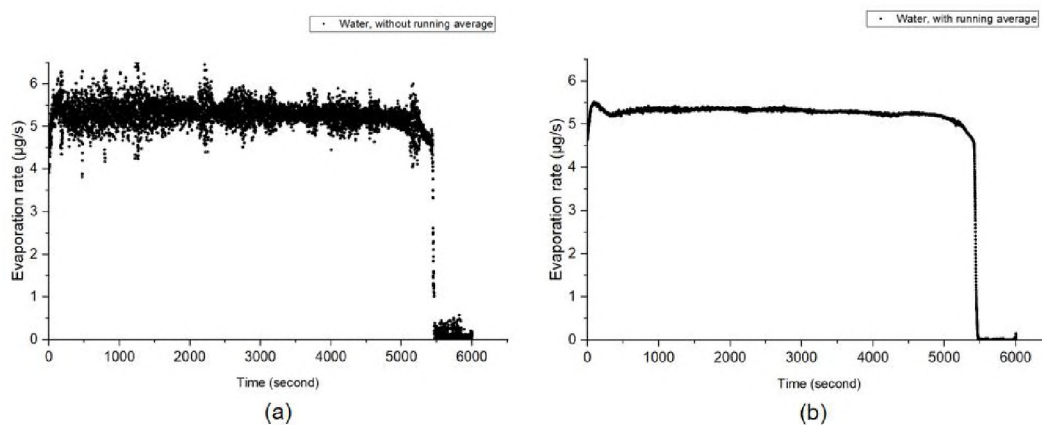 Water, without running average
6
5
4
3
2
1
0
Evaporation rate (µg/s)
0 1000 2000 3000 4000 5000 6000
Time (second)
(a)
Water, with running average
6
5
4
3
2
1
0
Evaporation rate (µg/s)
0 1000 2000 3000 4000 5000 6000
Time (second)
(b)